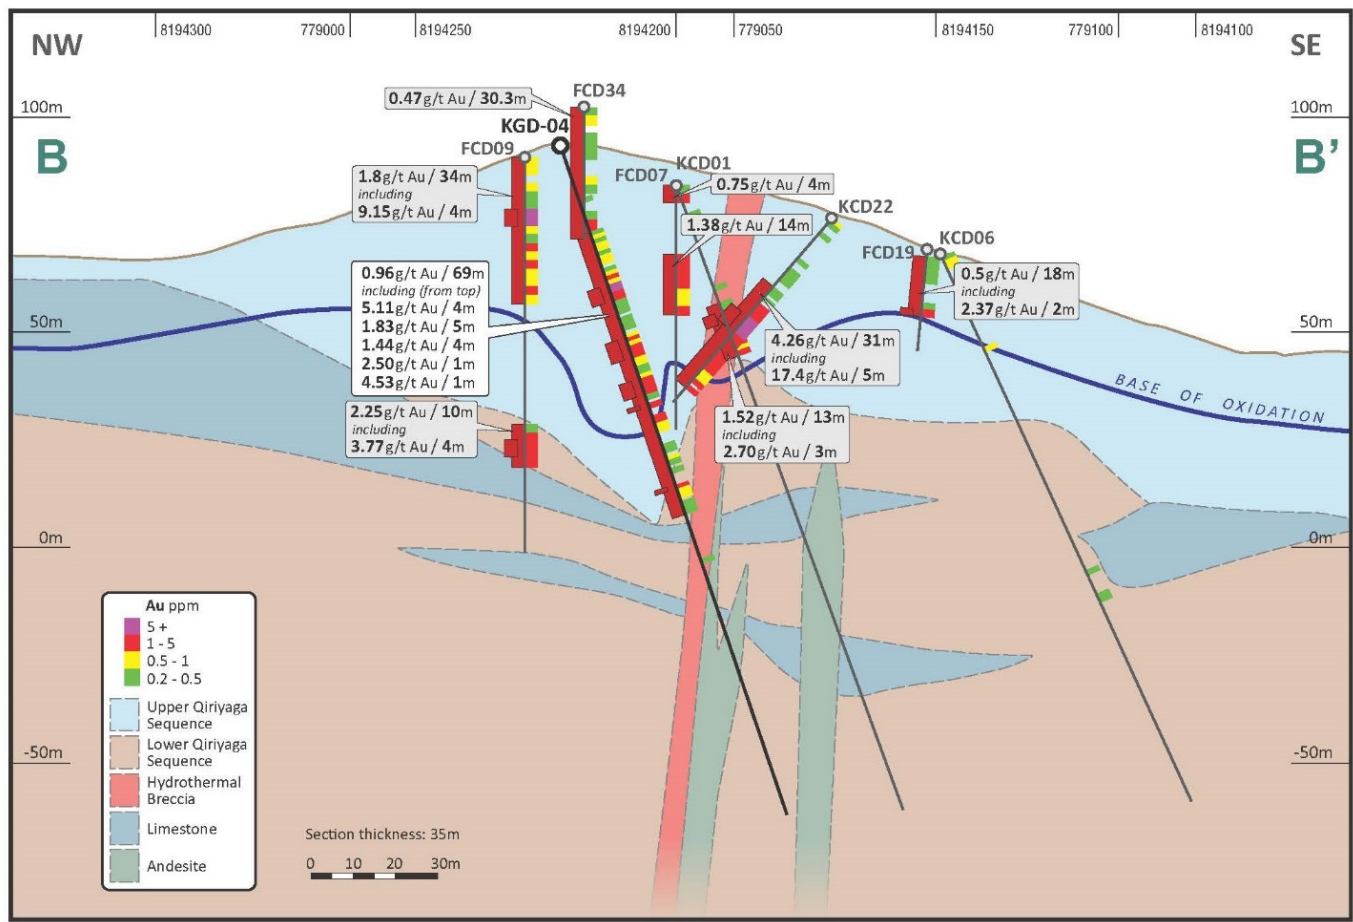 8194300
779000
8194250
8194200
779050
8194150
779100
8194100
NW
SE
100m
100m
B
B’
FCD34
0.47g/t Au / 30.3m
KGD-04
FCD09
KCD01
FCD07
0.75g/t Au / 4m
KCD22
1.8g/t Au / 34m
including
9.15g/t Au / 4m
1.38g/t Au / 14m
FCD19
KCD06
0.5g/t Au / 18m
including
2.37g/t Au / 2m
0.96g/t Au / 69m
including (from top)
5.11g/t Au / 4m
1.83g/t Au / 5m
1.44g/t Au / 4m
2.50g/t Au / 1m
4.53g/t Au / 1m
50m
50m
4.26g/t Au / 31m
including
17.4g/t Au / 5m
BASE OF OXIDATION
2.25g/t Au / 10m
including
3.77g/t Au / 4m
1.52g/t Au / 13m
including
2.70g/t Au / 3m
0m
0m
Au ppm
5 +
1 - 5
0.5 - 1
0.2 - 0.5
Upper Qiriyaga
Sequence
Lower Qiriyaga
Sequence
Hydrothermal
Breccia
Limestone
Andesite
-50m
-50m
Section thickness: 35m
0 10 20 30m